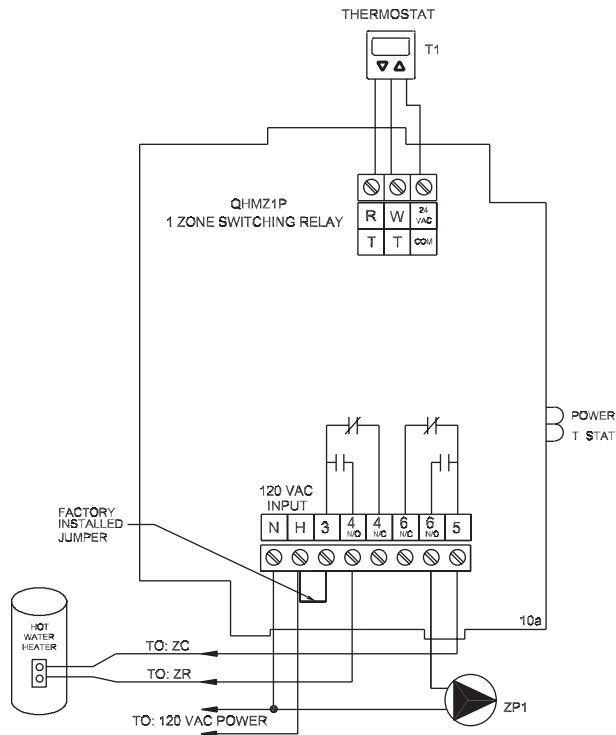 THERMOSTAT
T1
QHMZ1P
1 ZONE SWITCHING RELAY
R W 24 VAC
T T COM
POWER
T STAT
120 VAC
INPUT
N H 3 4 N/O 4 N/C 6 N/C 6 N/O 5
FACTORY
INSTALLED
JUMPER
10a
HOT
WATER
HEATER
TO: ZC
TO: ZR
TO: 120 VAC POWER
ZP1